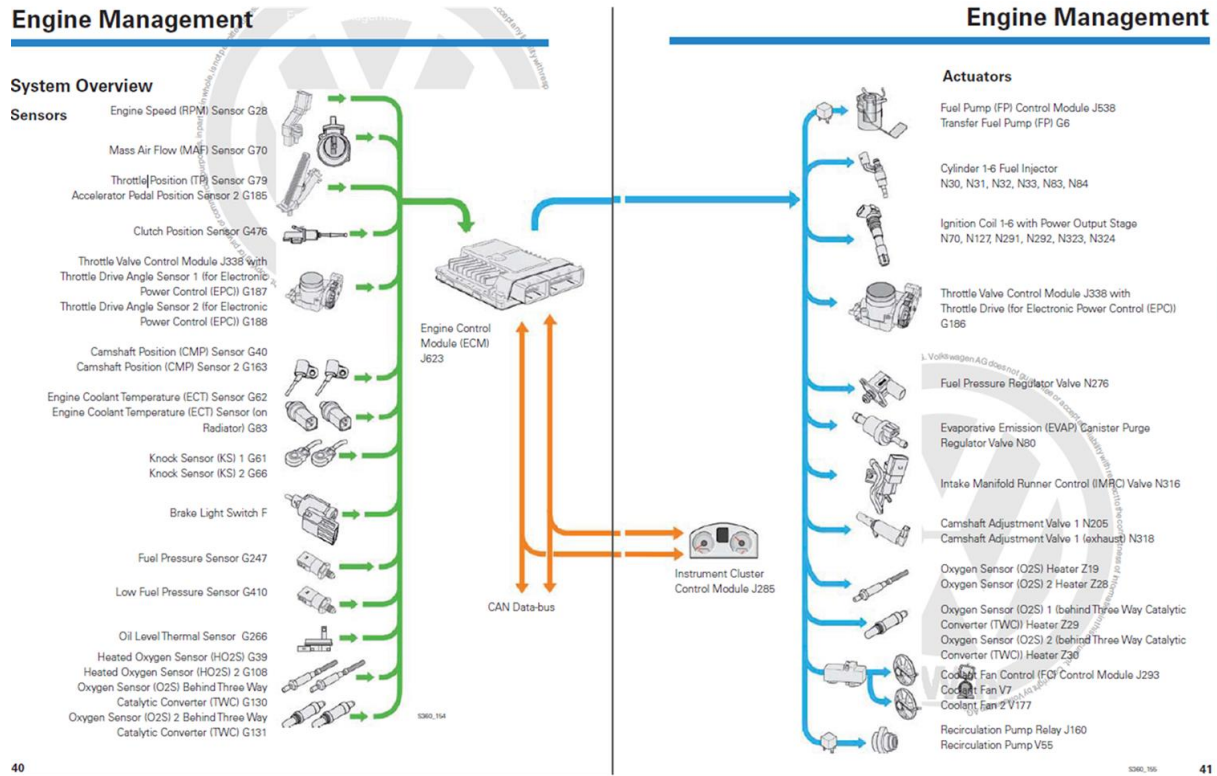 Engine Management
System Overview
Sensors
Engine Speed (RPM) Sensor G28
Mass Air Flow (MAF) Sensor G70
Throttle Position (TP) Sensor G79
Accelerator Pedal Position Sensor 2 G185
Clutch Position Sensor G476
Throttle Valve Control Module J338 with
Throttle Drive Angle Sensor 1 (for Electronic
Power Control (EPC)) G187
Throttle Drive Angle Sensor 2 (for Electronic
Power Control (EPC)) G188
Camshaft Position (CMP) Sensor G40
Camshaft Position (CMP) Sensor 2 G163
Engine Coolant Temperature (ECT) Sensor G62
Engine Coolant Temperature (ECT) Sensor (on
Radiator) G83
Knock Sensor (KS) 1 G61
Knock Sensor (KS) 2 G66
Brake Light Switch F
Fuel Pressure Sensor G247
Low Fuel Pressure Sensor G410
Oil Level Thermal Sensor G266
Heated Oxygen Sensor (HO2S) G39
Heated Oxygen Sensor (HO2S) 2 G108
Oxygen Sensor (O2S) Behind Three Way
Catalytic Converter (TWC) G130
Oxygen Sensor (O2S) 2 Behind Three Way
Catalytic Converter (TWC) G131
Engine Control
Module (ECM)
J623
CAN Data-bus
S360_154
40
Engine Management
Instrument Cluster
Control Module J285
Actuators
Fuel Pump (FP) Control Module J538
Transfer Fuel Pump (FP) G6
Cylinder 1-6 Fuel Injector
N30, N31, N32, N33, N83, N84
Ignition Coil 1-6 with Power Output Stage
N70, N127, N291, N292, N323, N324
Throttle Valve Control Module J338 with
Throttle Drive (for Electronic Power Control (EPC))
G186
Fuel Pressure Regulator Valve N276
Evaporative Emission (EVAP) Canister Purge
Regulator Valve N80
Intake Manifold Runner Control (IMRC) Valve N316
Camshaft Adjustment Valve 1 N205
Camshaft Adjustment Valve 1 (exhaust) N318
Oxygen Sensor (O2S) Heater Z19
Oxygen Sensor (O2S) 2 Heater Z28
Oxygen Sensor (O2S) 1 (behind Three Way Catalytic
Converter (TWC)) Heater Z29
Oxygen Sensor (O2S) 2 (behind Three Way Catalytic
Converter (TWC)) Heater Z30
Coolant Fan Control (FC) Control Module J293
Coolant Fan V7
Coolant Fan 2 V177
Recirculation Pump Relay J160
Recirculation Pump V55
S360_155
41